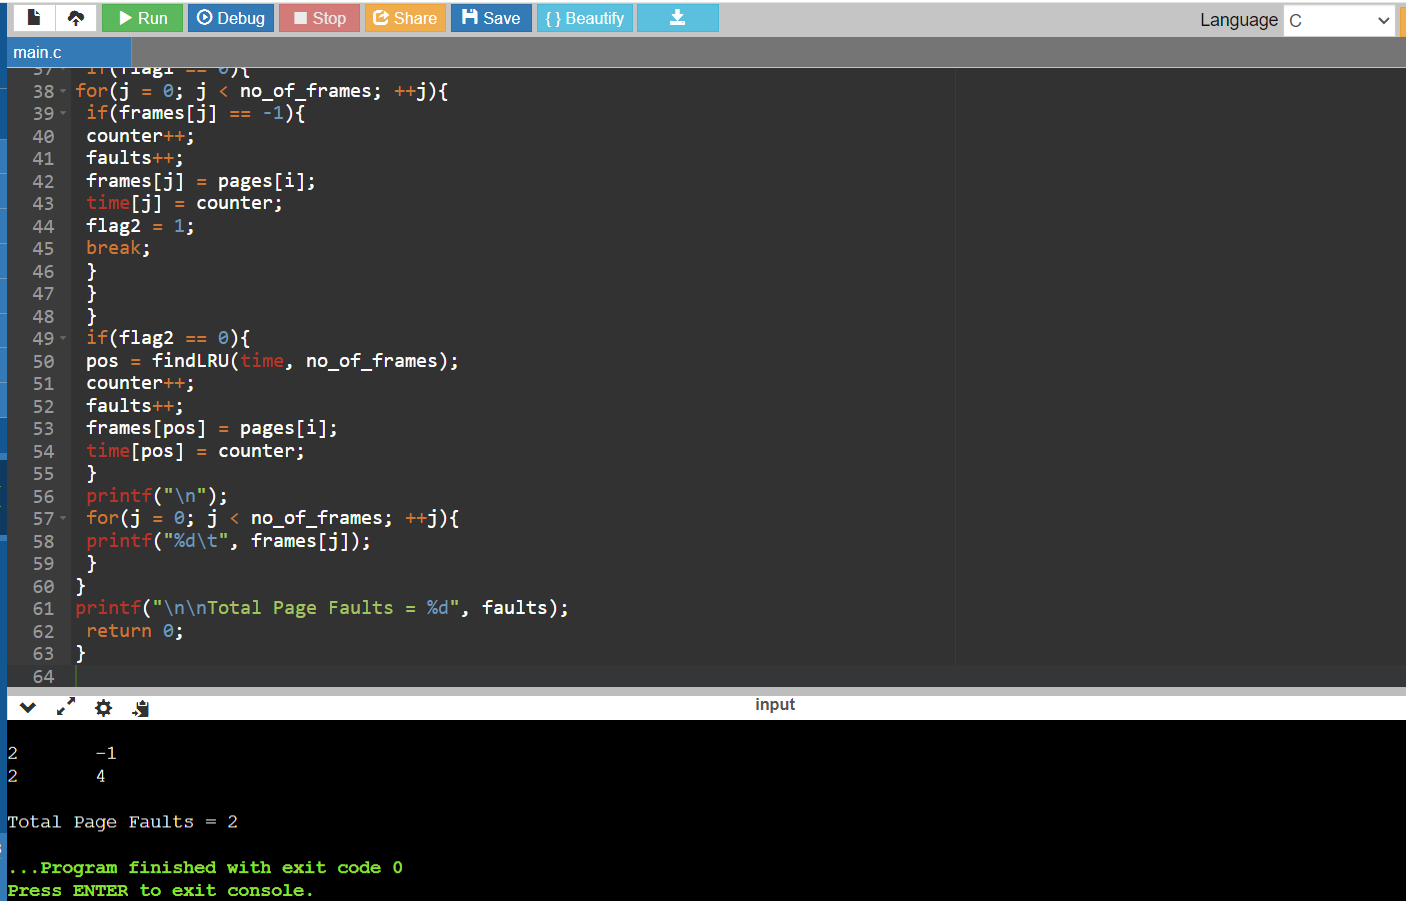 Run Debug Stop Share Save {} Beautify Language C
main.c
37 if(flag1 == 0){
38 for(j = 0; j < no_of_frames; ++j){
39 if(frames[j] == -1){
40 counter++;
41 faults++;
42 frames[j] = pages[i];
43 time[j] = counter;
44 flag2 = 1;
45 break;
46 }
47 }
48 }
49 if(flag2 == 0){
50 pos = findLRU(time, no_of_frames);
51 counter++;
52 faults++;
53 frames[pos] = pages[i];
54 time[pos] = counter;
55 }
56 printf("\n");
57 for(j = 0; j < no_of_frames; ++j){
58 printf("%d\t", frames[j]);
59 }
60 }
61 printf("\n\nTotal Page Faults = %d", faults);
62 return 0;
63 }
64
input
2 -1
2 4
Total Page Faults = 2
...Program finished with exit code 0
Press ENTER to exit console.